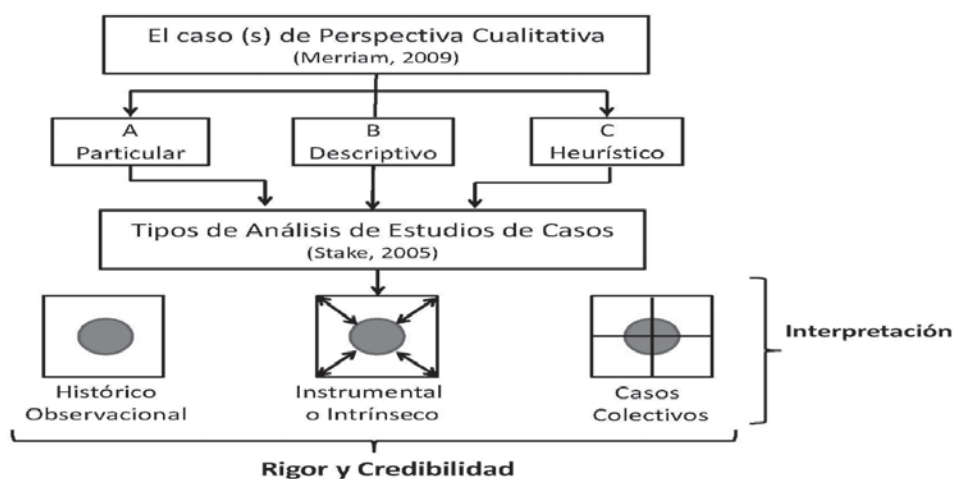 El caso (s) de Perspectiva Cualitativa
(Merriam, 2009)
A
Particular
B
Descriptivo
C
Heurístico
Tipos de Análisis de Estudios de Casos
(Stake, 2005)
Histórico
Observacional
Instrumental
o Intrínseco
Casos
Colectivos
Interpretación
Rigor y Credibilidad